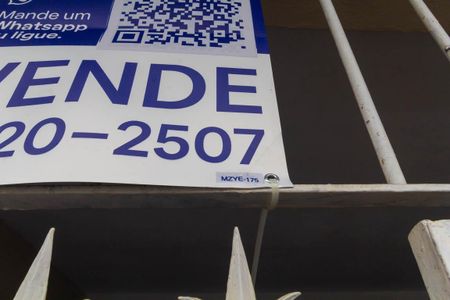 Mande um
Whatsapp
u ligue.
VENDE
20-2507
MZYE-175